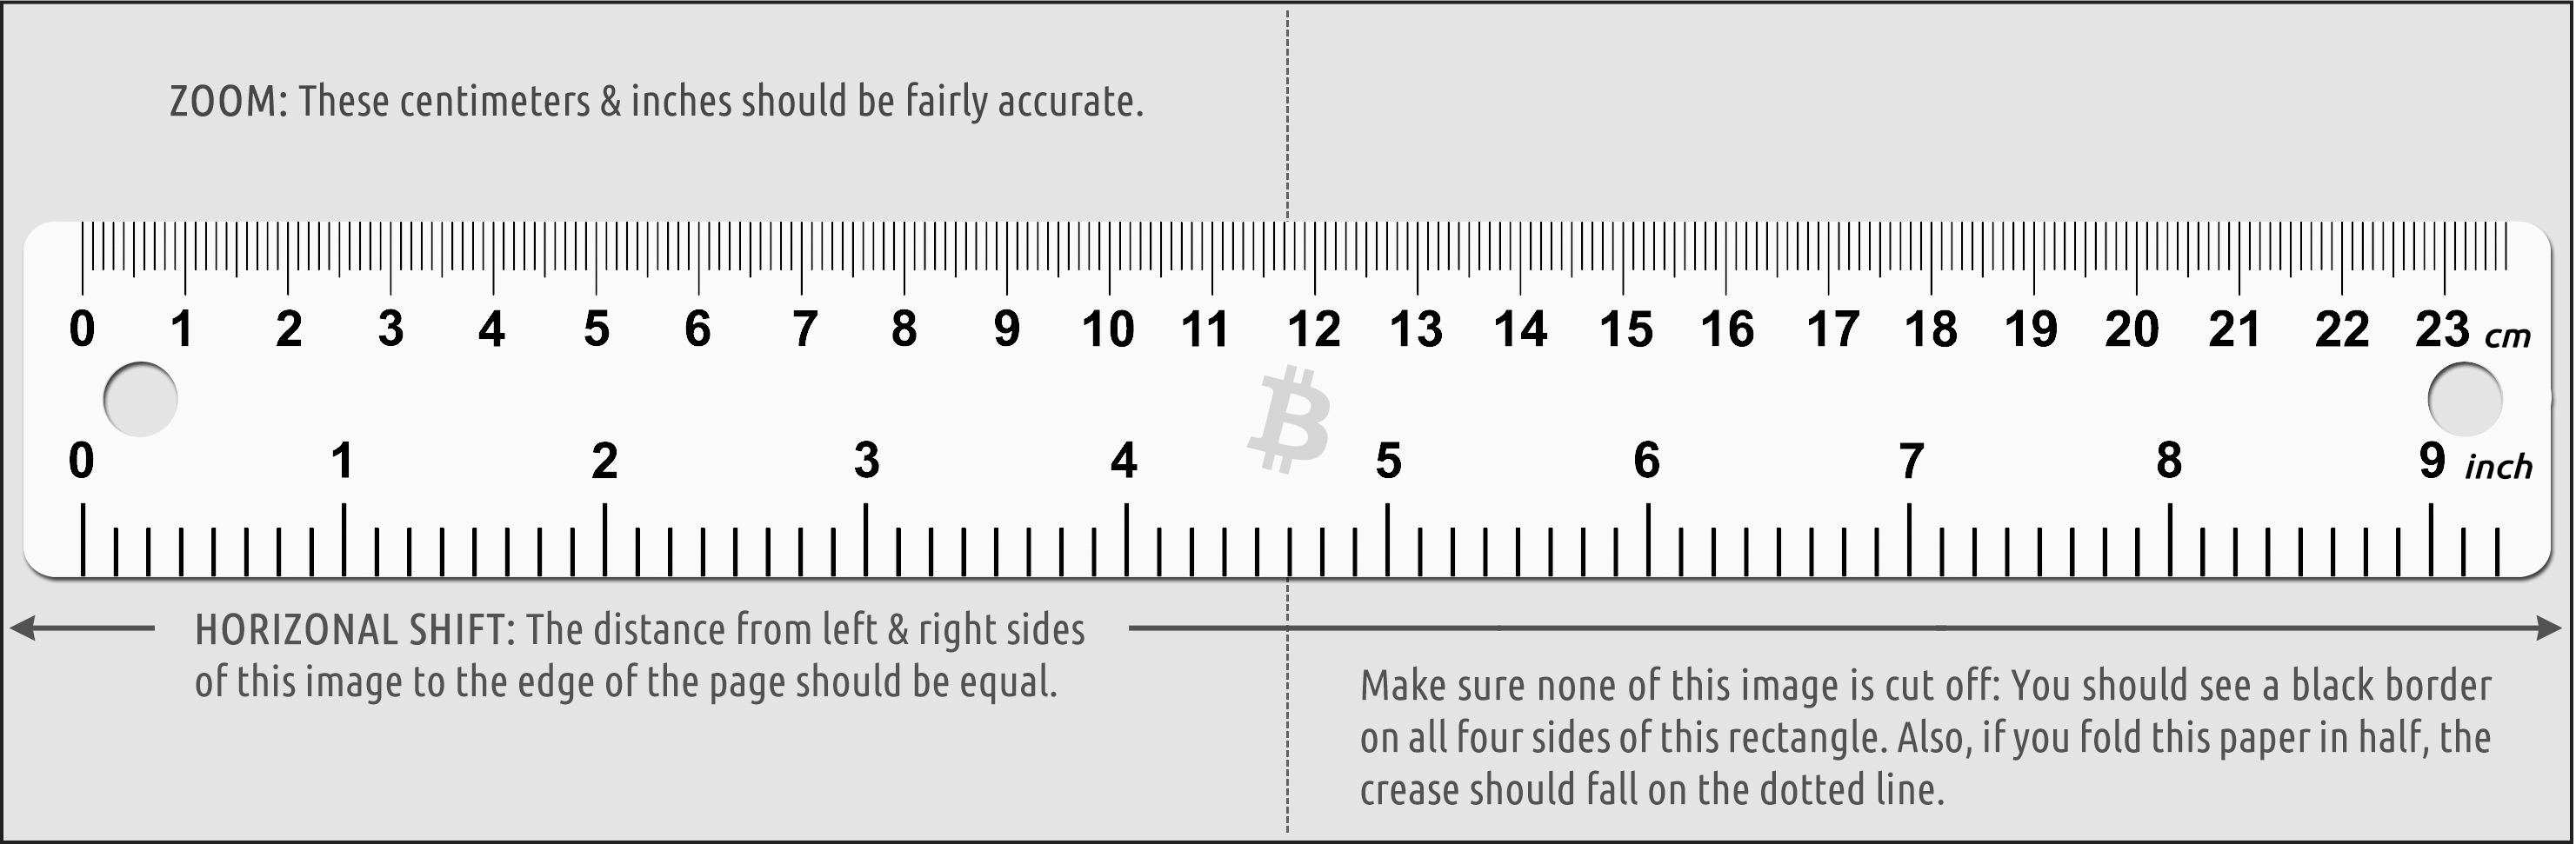 ZOOM: These centimeters & inches should be fairly accurate.
0 1 2 3 4 5 6 7 8 9 10 11 12 13 14 15 16 17 18 19 20 21 22 23 cm
0 1 2 3 4 5 6 7 8 9 inch
HORIZONAL SHIFT: The distance from left & right sides
of this image to the edge of the page should be equal.
Make sure none of this image is cut off: You should see a black border
on all four sides of this rectangle. Also, if you fold this paper in half, the
crease should fall on the dotted line.